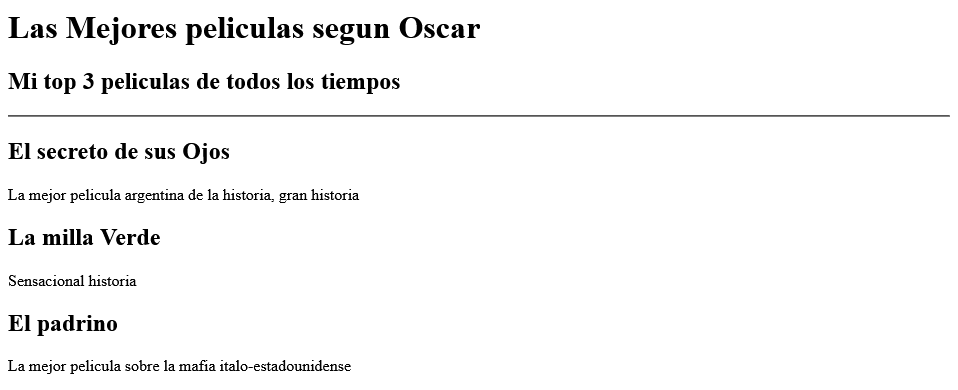 Las Mejores peliculas segun Oscar
Mi top 3 peliculas de todos los tiempos
El secreto de sus Ojos
La mejor pelicula argentina de la historia, gran historia
La milla Verde
Sensacional historia
El padrino
La mejor pelicula sobre la mafia italo-estadounidense